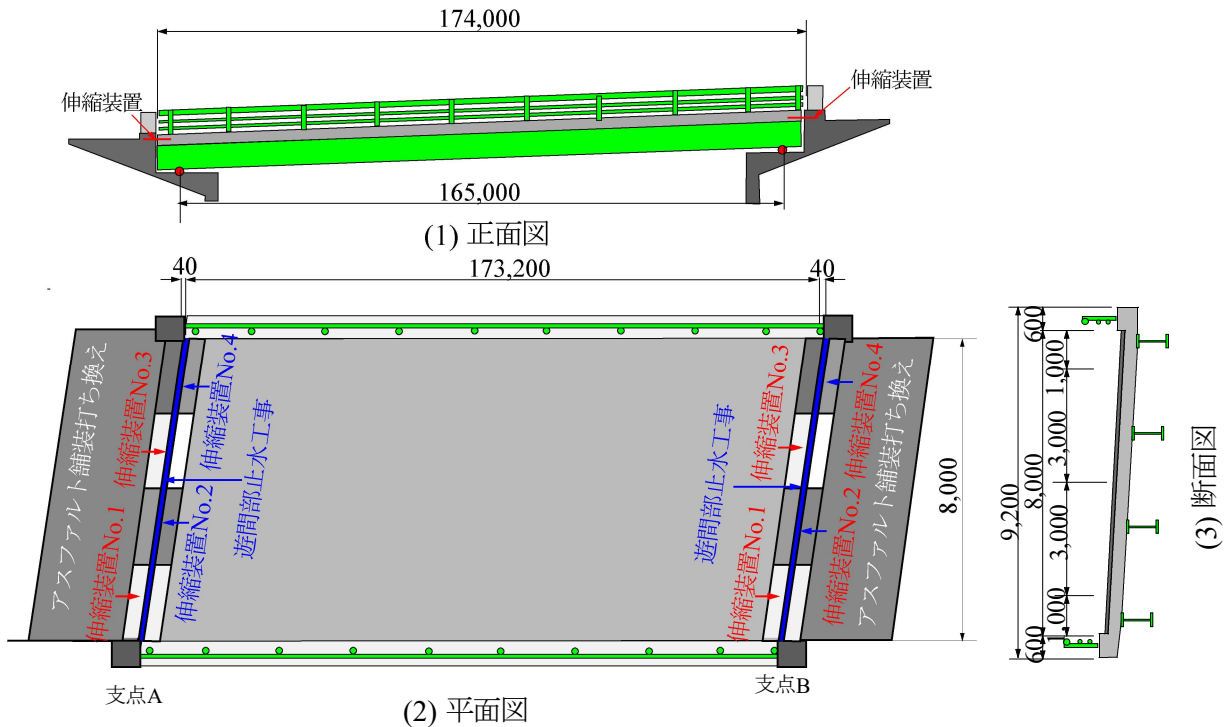 174,000
伸縮装置
伸縮装置
165,000
(1) 正面図
40
173,200
40
アスファルト舗装打ち換え
伸縮装置No.3
伸縮装置No.4
伸縮装置No.1
伸縮装置No.2
遊間部止水工事
遊間部止水工事
伸縮装置No.3
伸縮装置No.4
伸縮装置No.1
伸縮装置No.2
アスファルト舗装打ち換え
8,000
支点A
支点B
(2) 平面図
9,200
600
8,000
600
1,000
3,000
3,000
1,000
(3) 断面図